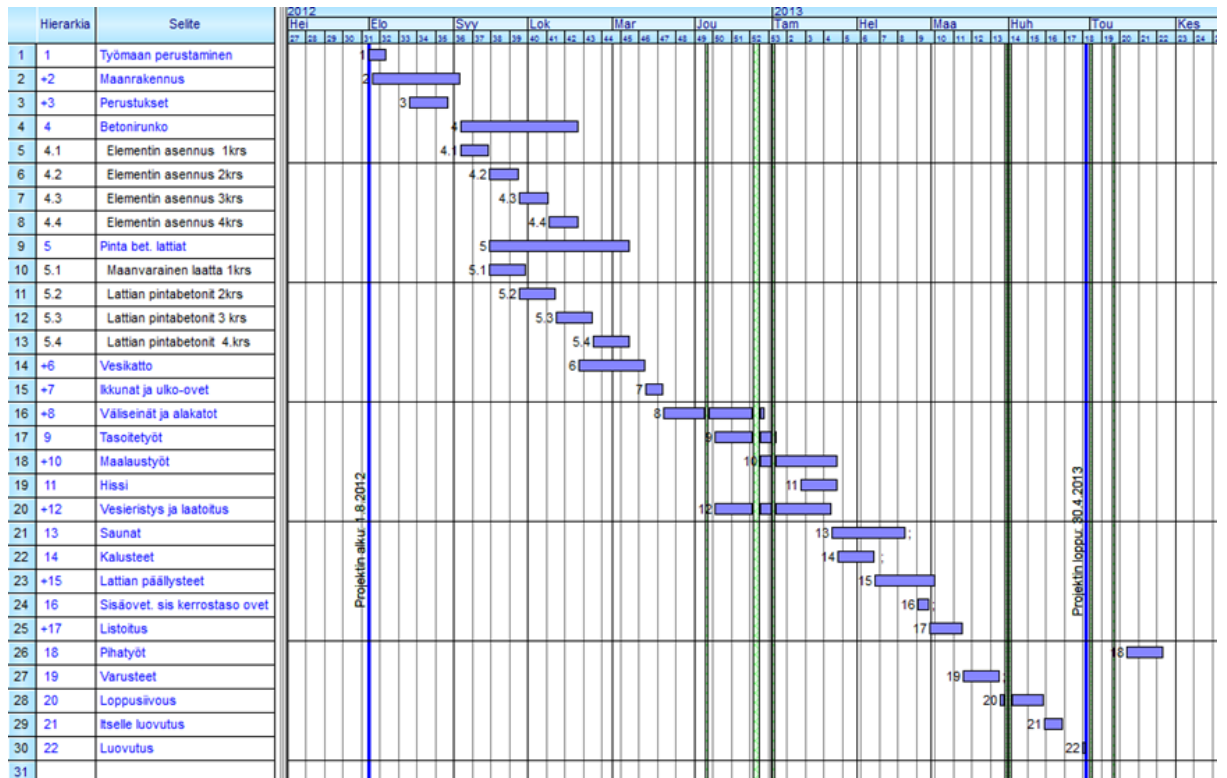 2012 2013
Hierarkia Selite Hei Elo Syy Lok Mar Jou Tam Hel Maa Huh Tou Kes
27 28 29 30 31 32 33 34 35 36 37 38 39 40 41 42 43 44 45 46 47 48 49 50 51 52 53 2 3 4 5 6 7 8 9 10 11 12 13 14 15 16 17 18 19 20 21 22 23 24
1 1 Työmaan perustaminen 1
2 +2 Maanrakennus 2
3 +3 Perustukset 3
4 4 Betonirunko 4
5 4.1 Elementin asennus 1krs 4.1
6 4.2 Elementin asennus 2krs 4.2
7 4.3 Elementin asennus 3krs 4.3
8 4.4 Elementin asennus 4krs 4.4
9 5 Pinta bet. lattiat 5
10 5.1 Maanvarainen laatta 1krs 5.1
11 5.2 Lattian pintabetonit 2krs 5.2
12 5.3 Lattian pintabetonit 3 krs 5.3
13 5.4 Lattian pintabetonit 4.krs 5.4
14 +6 Vesikatto 6
15 +7 Ikkunat ja ulko-ovet 7
16 +8 Väliseinät ja alakatot 8
17 9 Tasoitetyöt 9
18 +10 Maalaustyöt 10
19 11 Hissi 11
20 +12 Vesieristys ja laatoitus 12
21 13 Saunat 13 ;
22 14 Kalusteet 14 ;
23 +15 Lattian päällysteet 15
24 16 Sisäovet. sis kerrostaso ovet 16 ;
25 +17 Listoitus 17
26 18 Pihatyöt 18
27 19 Varusteet 19 ;
28 20 Loppusiivous 20
29 21 Itselle luovutus 21
30 22 Luovutus 22
31
Projektin alku: 1.8.2012
Projektin loppu: 30.4.2013